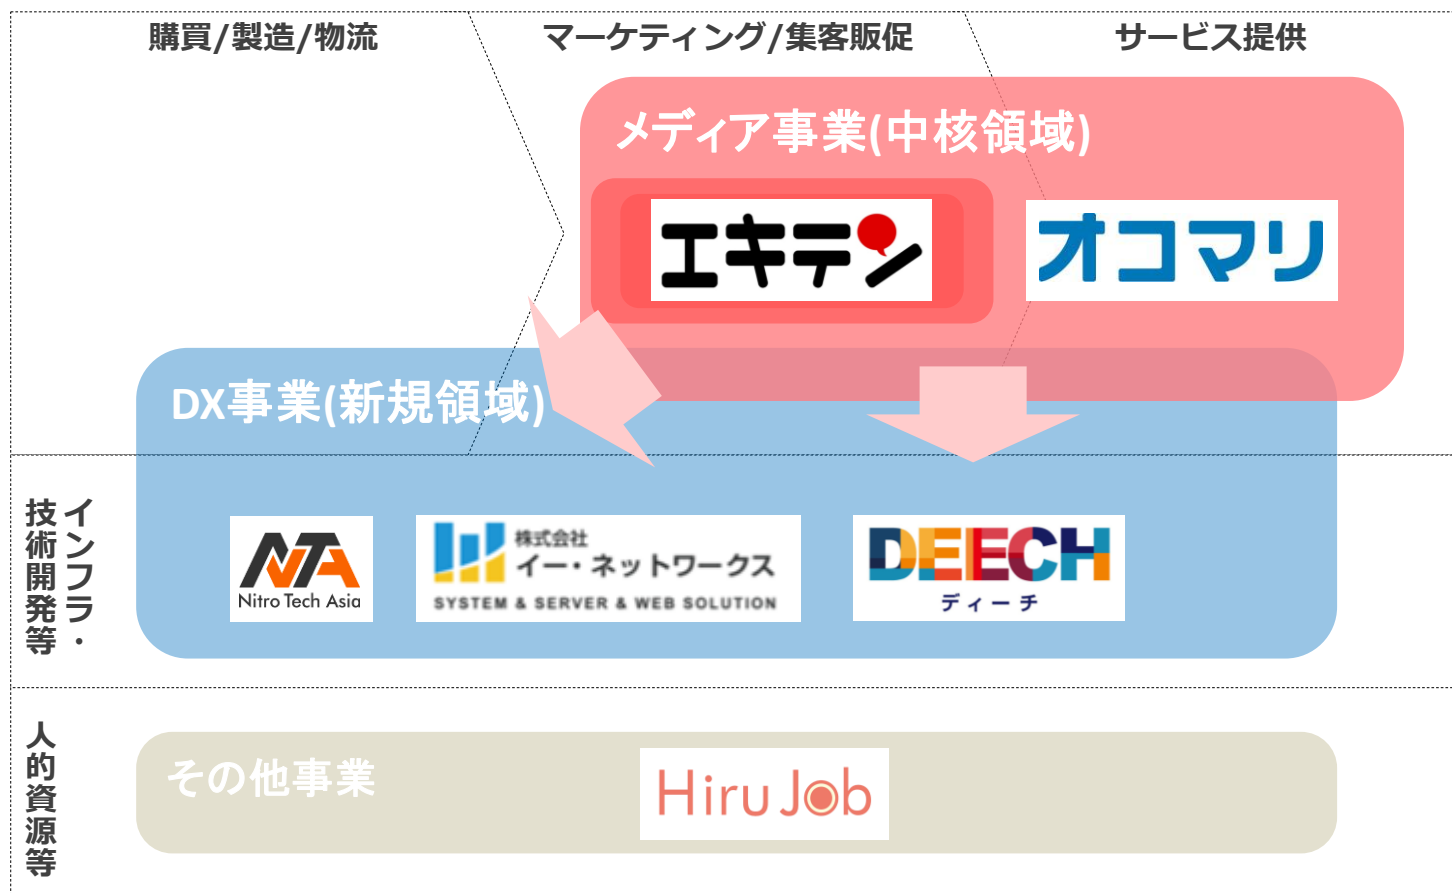 購買/製造/物流
マーケティング/集客販促
サービス提供
メディア事業(中核領域)
エキテン
オコマリ
DX事業(新規領域)
インフラ・
技術開発等
NTA
Nitro Tech Asia
株式会社
イー・ネットワークス
SYSTEM & SERVER & WEB SOLUTION
DEECH
ディーチ
人的資源等
その他事業
Hiru Job